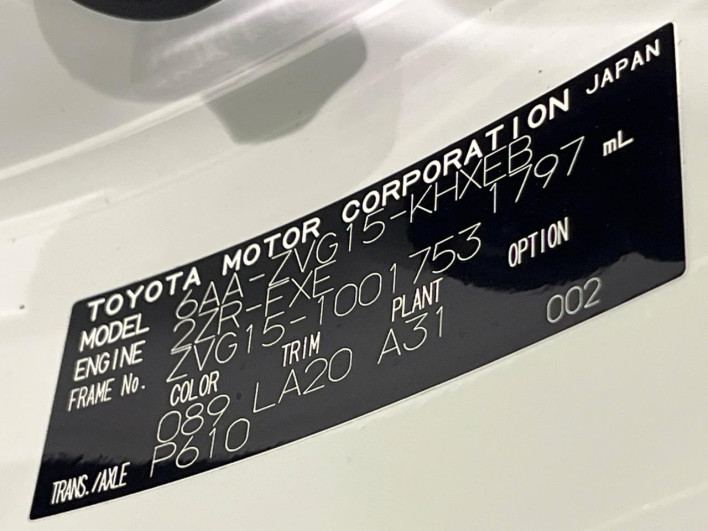 TOYOTA MOTOR CORPORATION JAPAN
MODEL 6AA-ZVG15-KHXEB
ENGINE 2ZR-FXE 1797 mL
FRAME No. ZVG15-1001753
COLOR TRIM PLANT OPTION
089 LA20 A31 002
TRANS./AXLE P610